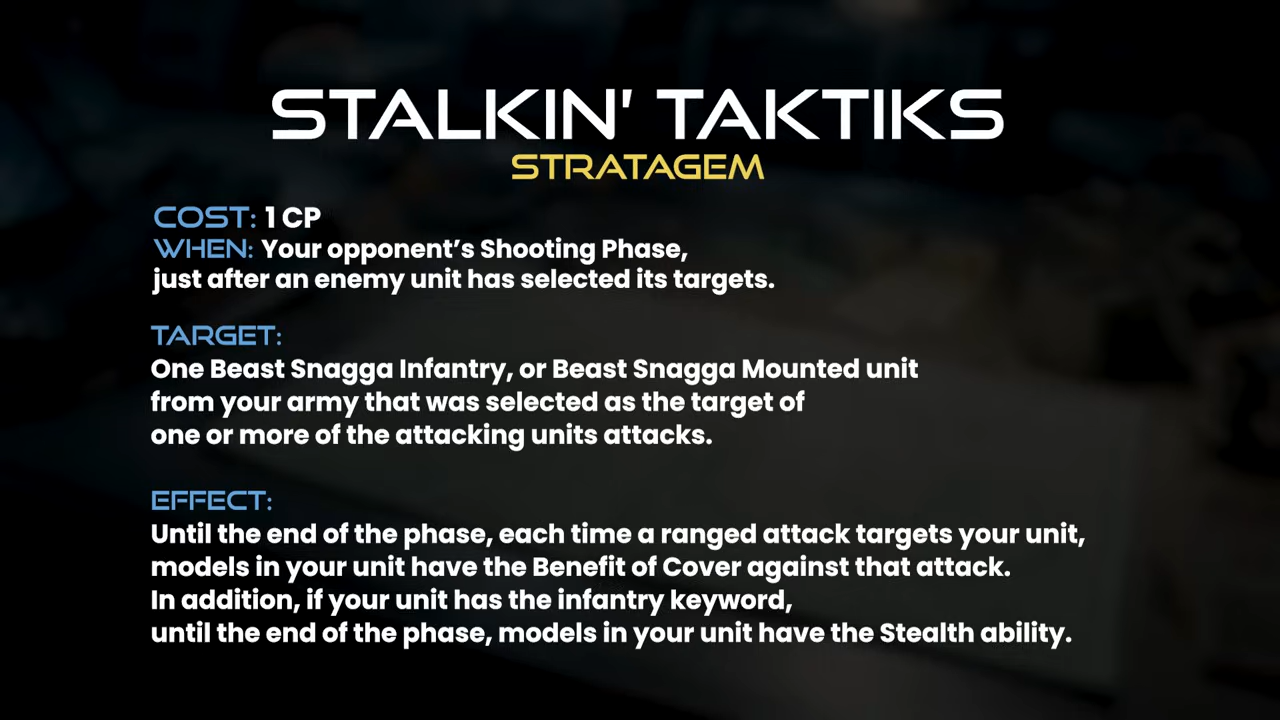 STALKIN' TAKTIKS
STRATAGEM
COST: 1 CP
WHEN: Your opponent's Shooting Phase,
just after an enemy unit has selected its targets.
TARGET:
One Beast Snagga Infantry, or Beast Snagga Mounted unit
from your army that was selected as the target of
one or more of the attacking units attacks.
EFFECT:
Until the end of the phase, each time a ranged attack targets your unit,
models in your unit have the Benefit of Cover against that attack.
In addition, if your unit has the infantry keyword,
until the end of the phase, models in your unit have the Stealth ability.